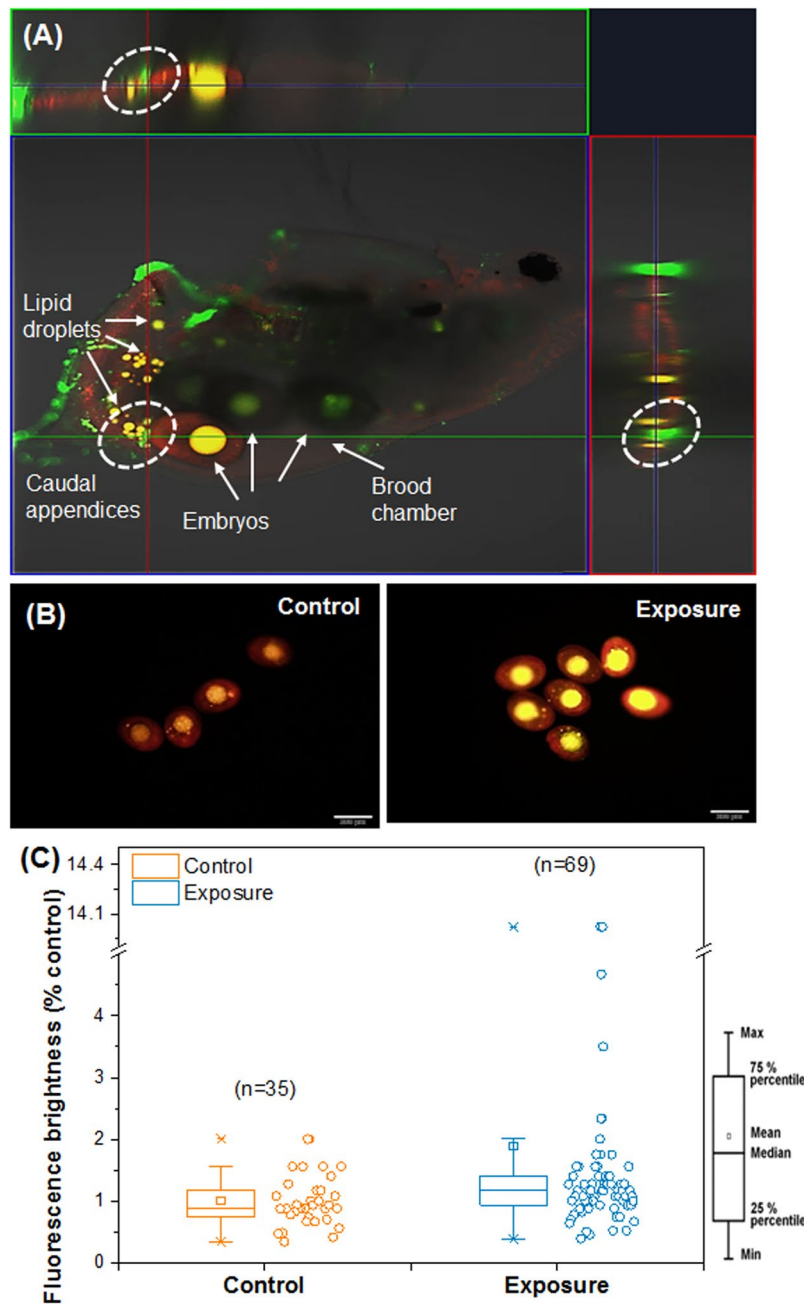 (A)
Lipid
droplets
Caudal
appendices
Embryos
Brood
chamber
(B)
Control
Exposure
(C)
Fluorescence brightness (% control)
14.4
14.1
4
3
2
1
0
Control
Exposure
(n=35)
(n=69)
Control
Exposure
Max
75 %
percentile
Mean
Median
25 %
percentile
Min